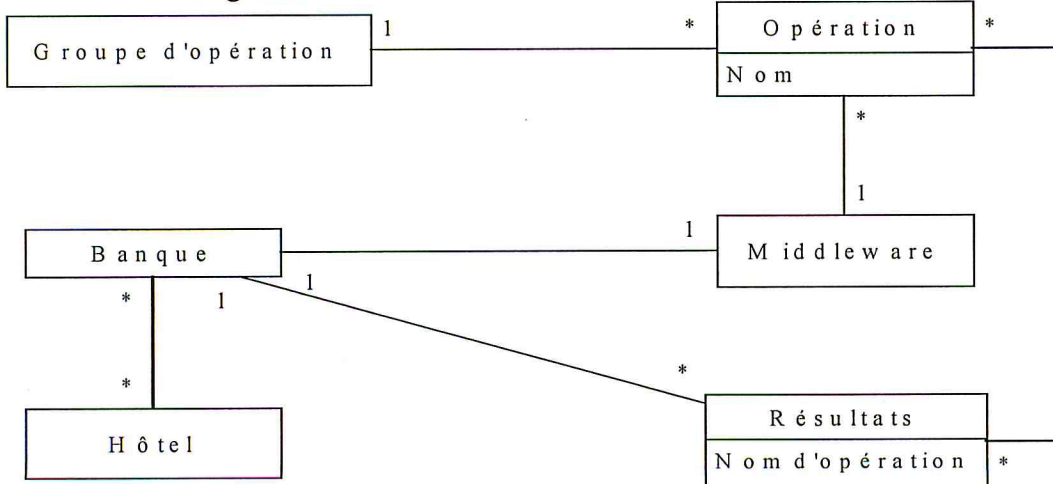 1
*
Opération
*
Groupe d'opération
Nom
*
1
1
Middleware
Banque
*
1
1
*
*
Résultats
Hôtel
Nom d'opération
*